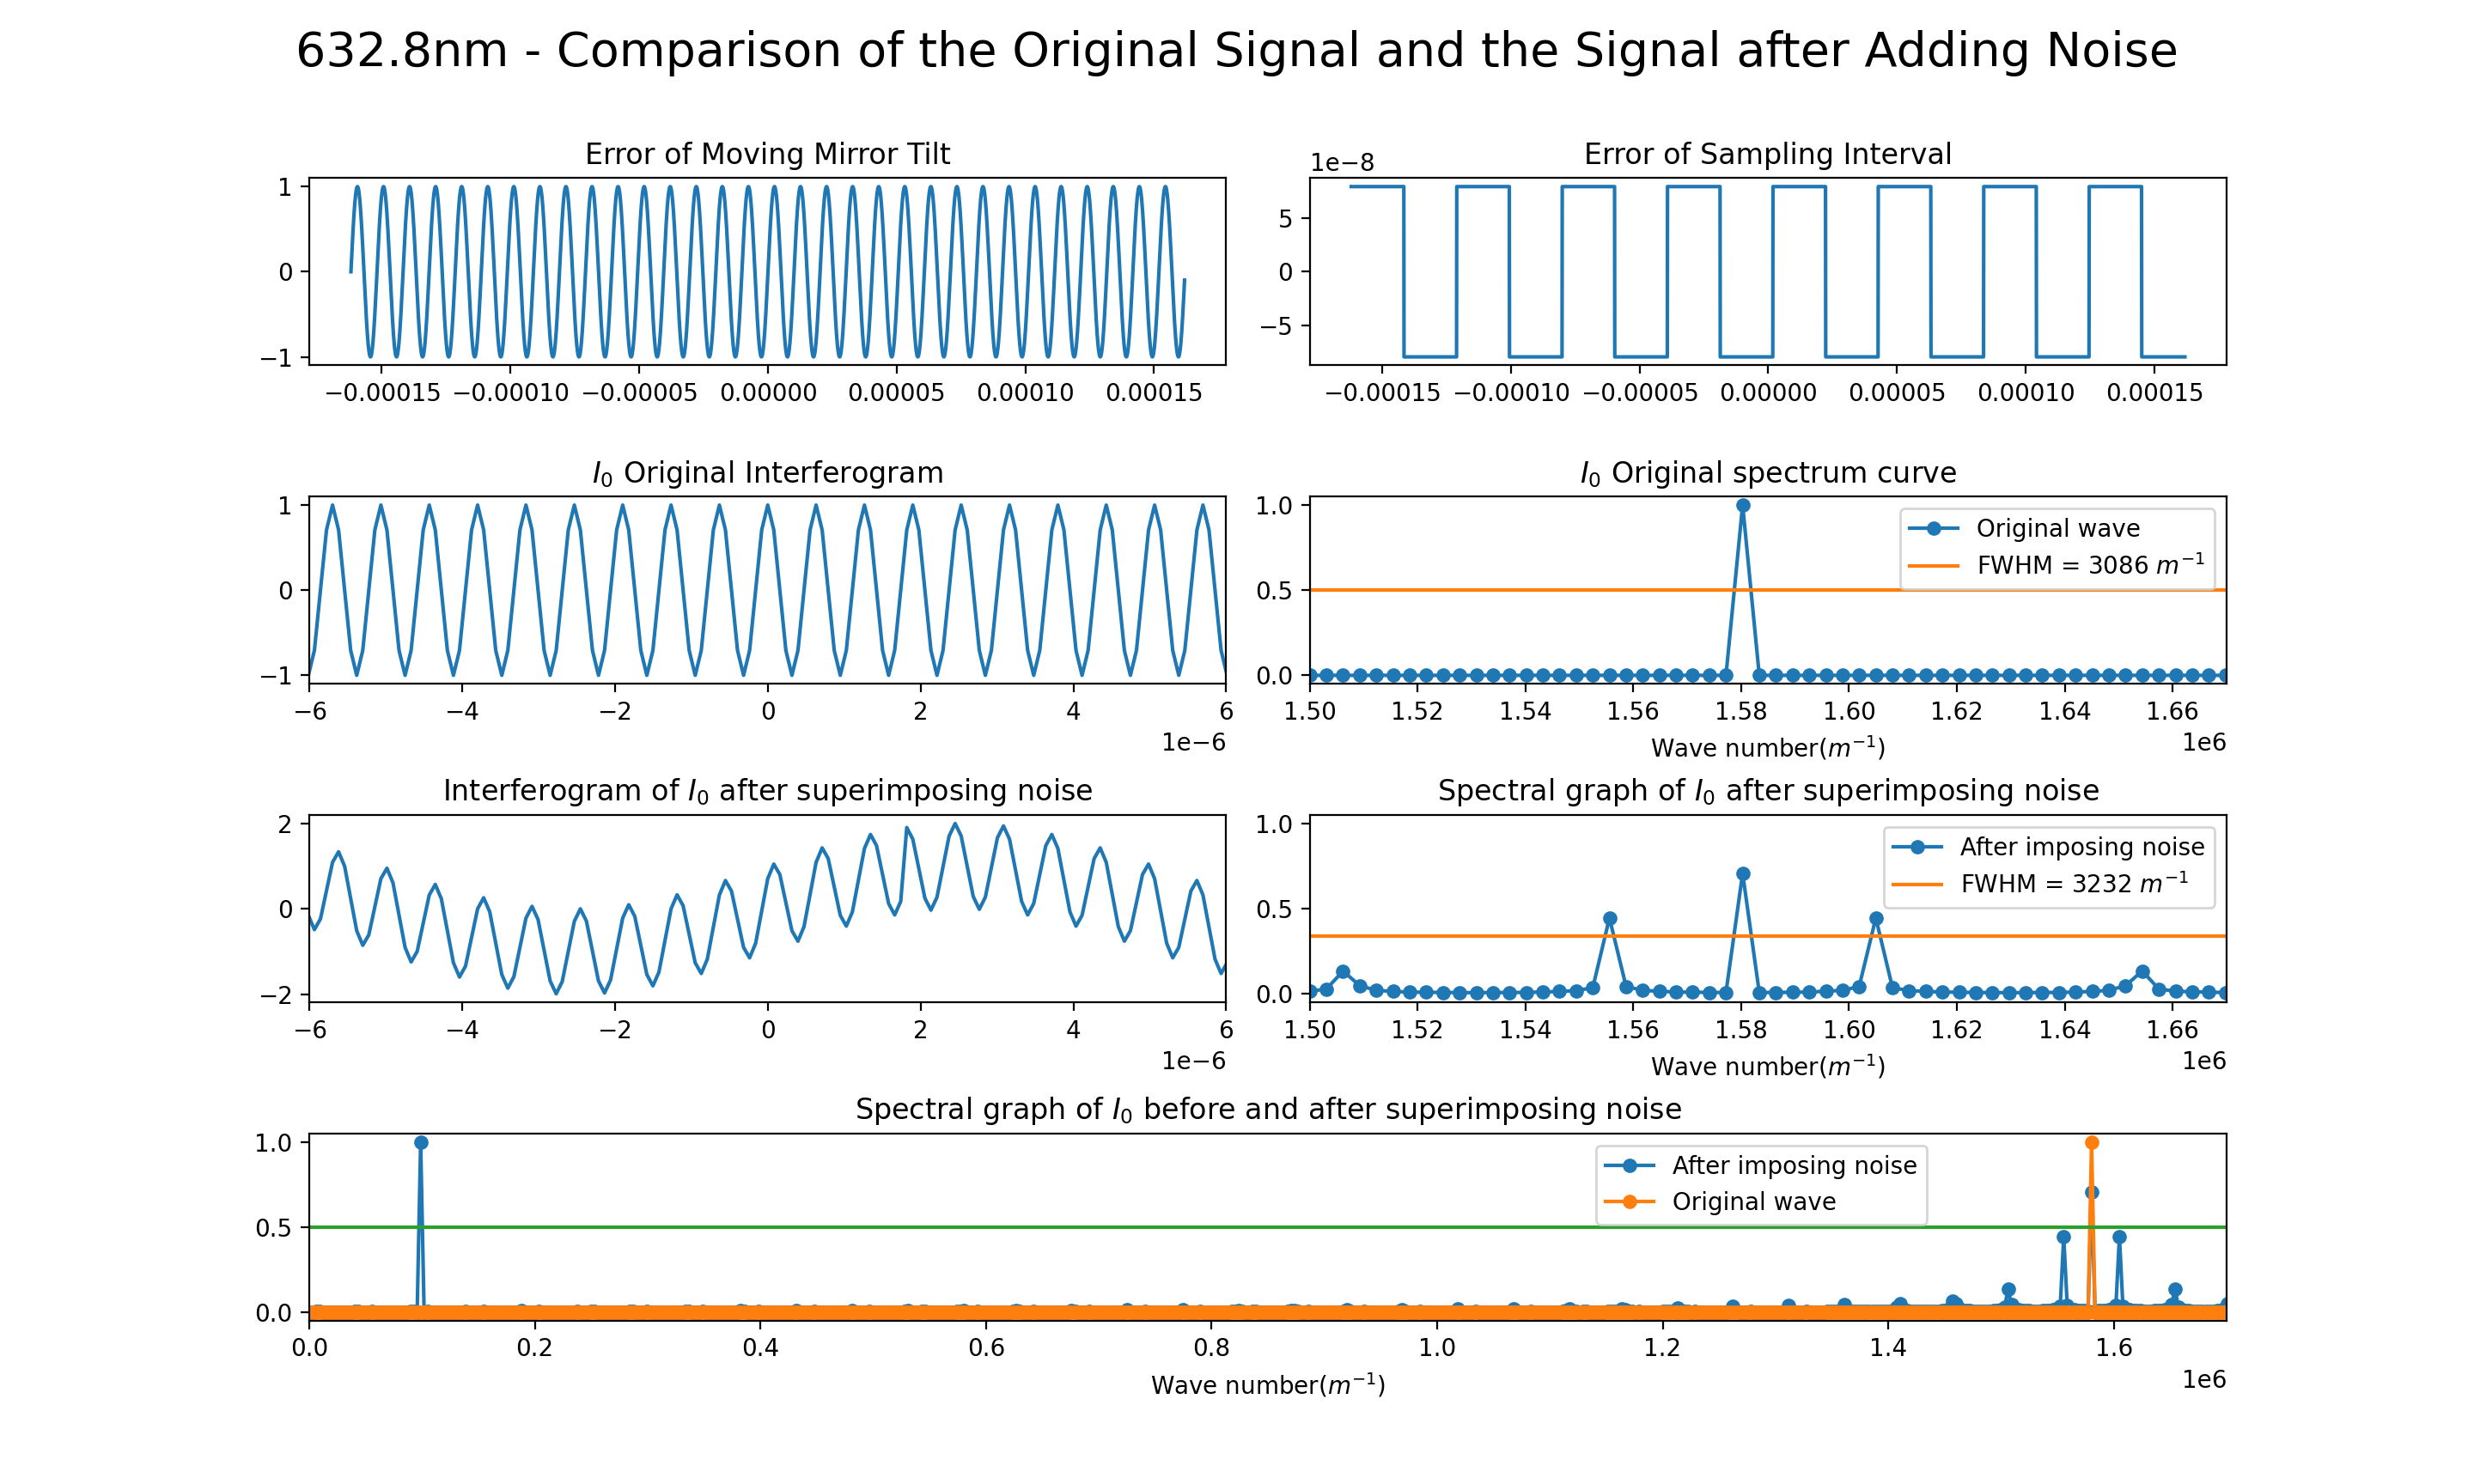 632.8nm - Comparison of the Original Signal and the Signal after Adding Noise
Error of Moving Mirror Tilt
1
0
−1
−0.00015 −0.00010 −0.00005 0.00000 0.00005 0.00010 0.00015
Error of Sampling Interval
1e−8
5
0
−5
−0.00015 −0.00010 −0.00005 0.00000 0.00005 0.00010 0.00015
I₀ Original Interferogram
1
0
−1
−6 −4 −2 0 2 4 6
1e−6
I₀ Original spectrum curve
1.0
0.5
0.0
Original wave
FWHM = 3086 m⁻¹
1.50 1.52 1.54 1.56 1.58 1.60 1.62 1.64 1.66
Wave number(m⁻¹)
1e6
Interferogram of I₀ after superimposing noise
2
0
−2
−6 −4 −2 0 2 4 6
1e−6
Spectral graph of I₀ after superimposing noise
1.0
0.5
0.0
After imposing noise
FWHM = 3232 m⁻¹
1.50 1.52 1.54 1.56 1.58 1.60 1.62 1.64 1.66
Wave number(m⁻¹)
1e6
Spectral graph of I₀ before and after superimposing noise
1.0
0.5
0.0
After imposing noise
Original wave
0.0 0.2 0.4 0.6 0.8 1.0 1.2 1.4 1.6
Wave number(m⁻¹)
1e6